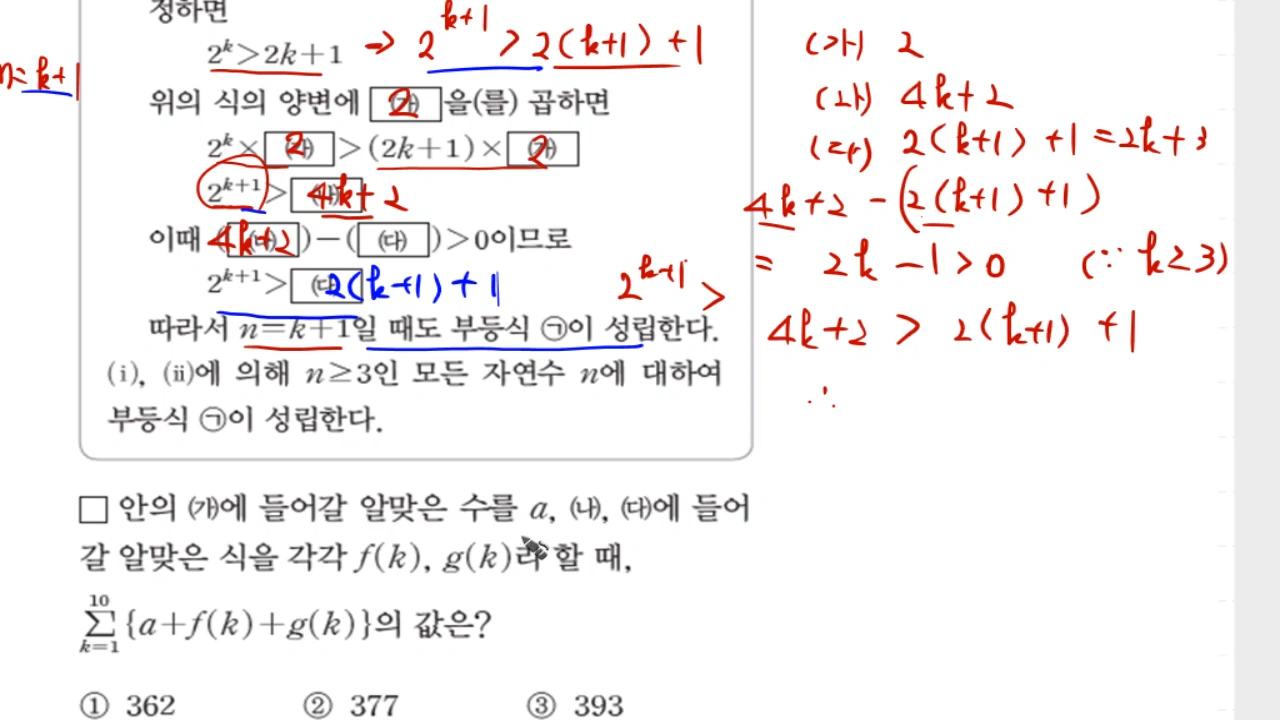 정하면
2^k>2k+1 → 2^{k+1} > 2(k+1)+1
n=k+1
위의 식의 양변에 (가) 2 을(를) 곱하면
2^k×(가) 2 >(2k+1)×(가) 2
2^{k+1}>(나) 4k+2
이때 ((나) 4k+2)-((다))>0이므로
2^{k+1}>(다) 2(k+1)+1
따라서 n=k+1일 때도 부등식 ㉠이 성립한다.
(ⅰ), (ⅱ)에 의해 n≥3인 모든 자연수 n에 대하여
부등식 ㉠이 성립한다.
(가) 2
(나) 4k+2
(다) 2(k+1)+1=2k+3
4k+2-(2(k+1)+1)
= 2k-1>0 (∵ k≥3)
2^{k+1} > 4k+2 > 2(k+1)+1
∴
□ 안의 (가)에 들어갈 알맞은 수를 a, (나), (다)에 들어
갈 알맞은 식을 각각 f(k), g(k)라 할 때,
\sum_{k=1}^{10}{a+f(k)+g(k)}의 값은?
① 362 ② 377 ③ 393